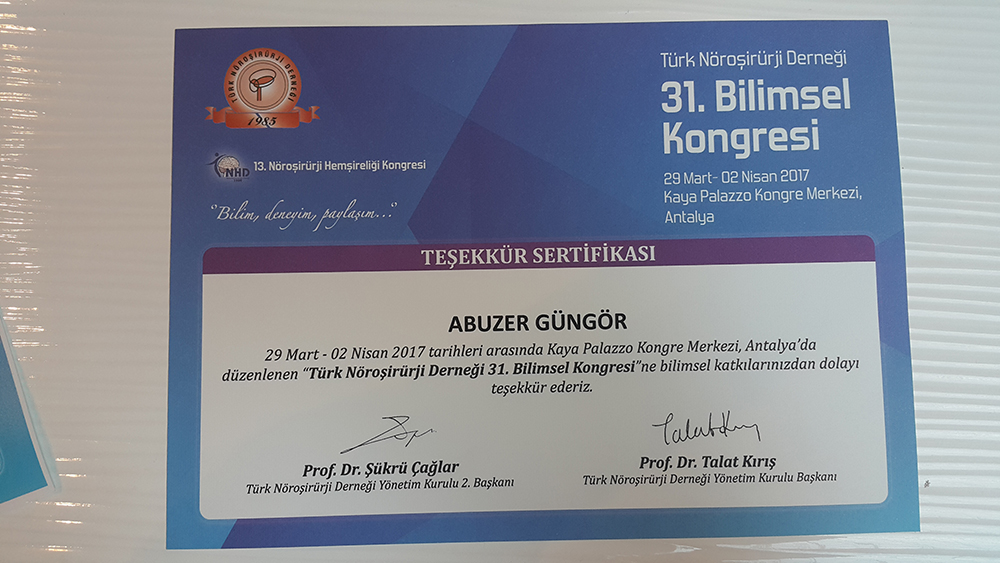 TÜRK NÖROŞİRÜRJİ DERNEĞİ
1985
NHD
13. Nöroşirürji Hemşireliği Kongresi
"Bilim, deneyim, paylaşım..."
Türk Nöroşirürji Derneği
31. Bilimsel
Kongresi
29 Mart- 02 Nisan 2017
Kaya Palazzo Kongre Merkezi,
Antalya
TEŞEKKÜR SERTİFİKASI
ABUZER GÜNGÖR
29 Mart - 02 Nisan 2017 tarihleri arasında Kaya Palazzo Kongre Merkezi, Antalya'da
düzenlenen "Türk Nöroşirürji Derneği 31. Bilimsel Kongresi"ne bilimsel katkılarınızdan dolayı
teşekkür ederiz.
Prof. Dr. Şükrü Çağlar
Türk Nöroşirürji Derneği Yönetim Kurulu 2. Başkanı
Talat Kırış
Prof. Dr. Talat Kırış
Türk Nöroşirürji Derneği Yönetim Kurulu Başkanı